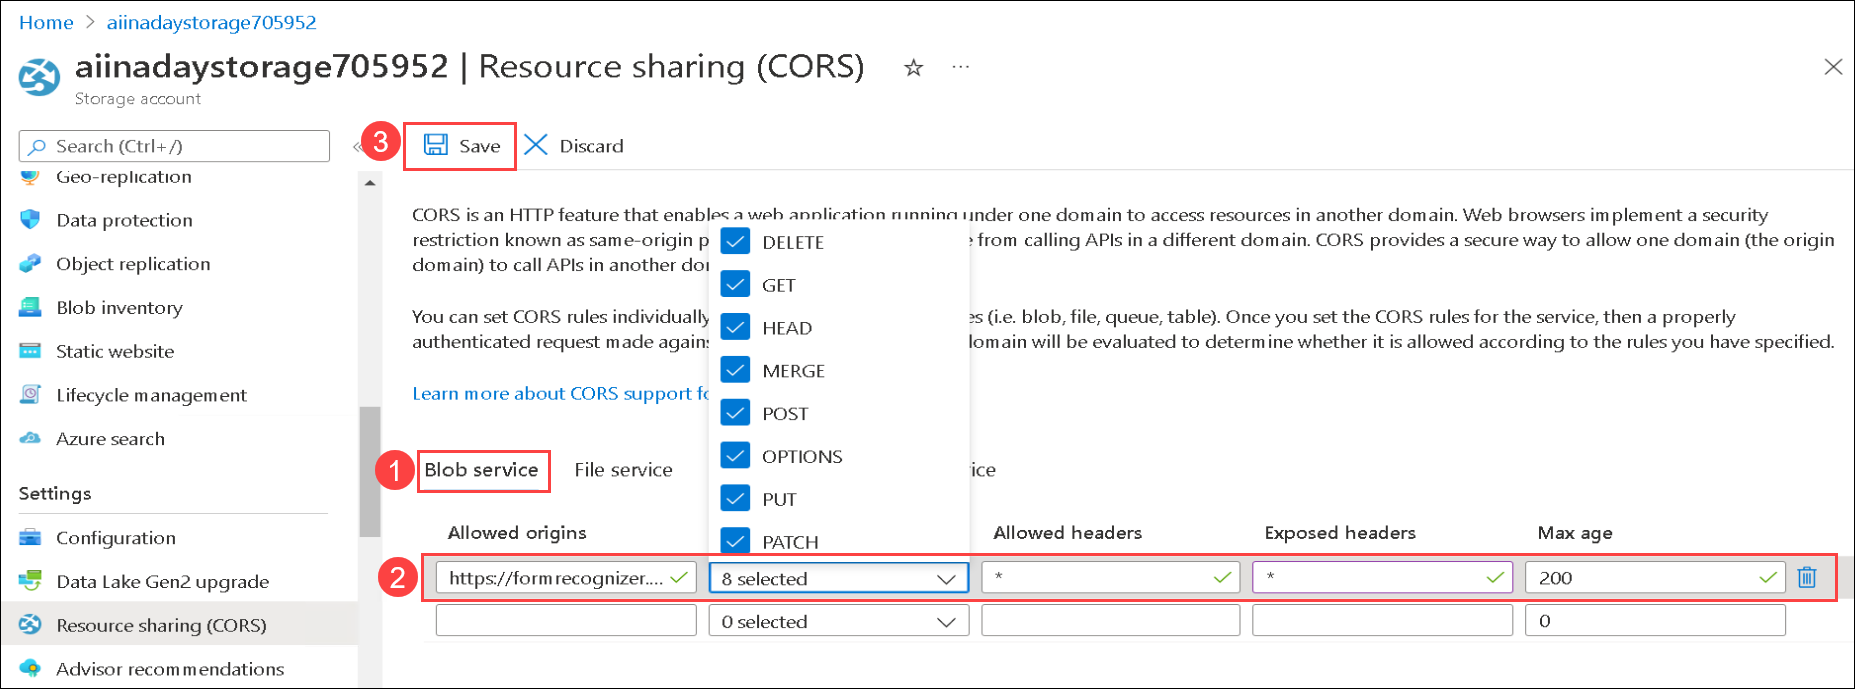 Home > aiinadaystorage705952
aiinadaystorage705952 | Resource sharing (CORS) ☆ ...
Storage account
Search (Ctrl+/)
«
3
Save
Discard
Geo-replication
Data protection
Object replication
Blob inventory
Static website
Lifecycle management
Azure search
Settings
Configuration
Data Lake Gen2 upgrade
Resource sharing (CORS)
Advisor recommendations
CORS is an HTTP feature that enables a web application running under one domain to access resources in another domain. Web browsers implement a security
restriction known as same-origin p e from calling APIs in a different domain. CORS provides a secure way to allow one domain (the origin
domain) to call APIs in another dor
You can set CORS rules individually es (i.e. blob, file, queue, table). Once you set the CORS rules for the service, then a properly
authenticated request made agains omain will be evaluated to determine whether it is allowed according to the rules you have specified.
Learn more about CORS support fo
DELETE
GET
HEAD
MERGE
POST
OPTIONS
PUT
PATCH
1
Blob service File service ice
Allowed origins Allowed headers Exposed headers Max age
2
https://formrecognizer.... 8 selected * * 200
0 selected 0